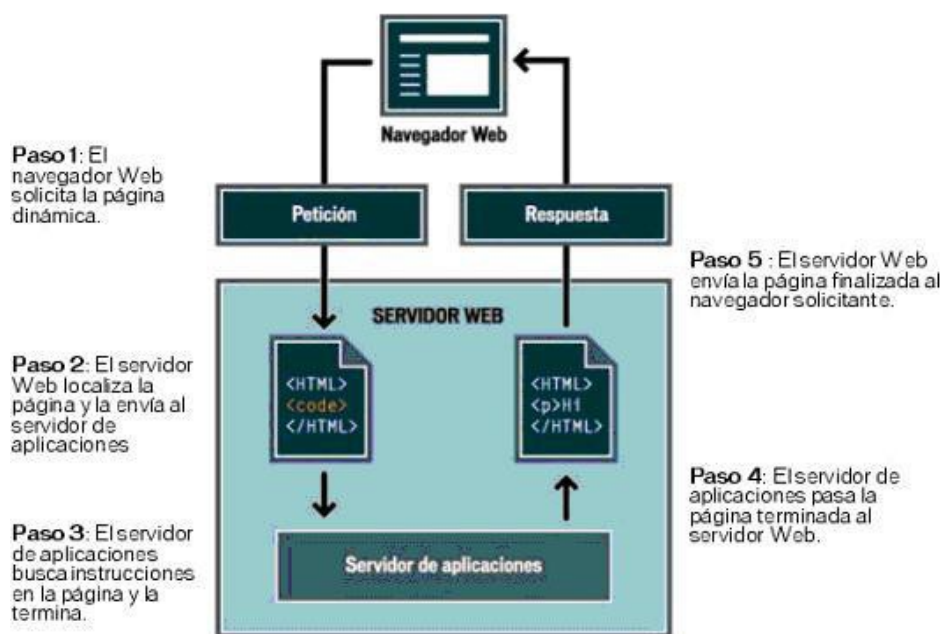 Navegador Web
Paso 1: El
navegador Web
solicita la página
dinámica.
Petición
Respuesta
Paso 5 : El servidor Web
envía la página finalizada al
navegador solicitante.
SERVIDOR WEB
Paso 2: El servidor
Web localiza la
página y la envía al
servidor de
aplicaciones
<HTML>
<code>
</HTML>
<HTML>
<p>Hi
</HTML>
Paso 4: El servidor de
aplicaciones pasa la
página terminada al
servidor Web.
Paso 3: El servidor
de aplicaciones
busca instrucciones
en la página y la
termina.
Servidor de aplicaciones